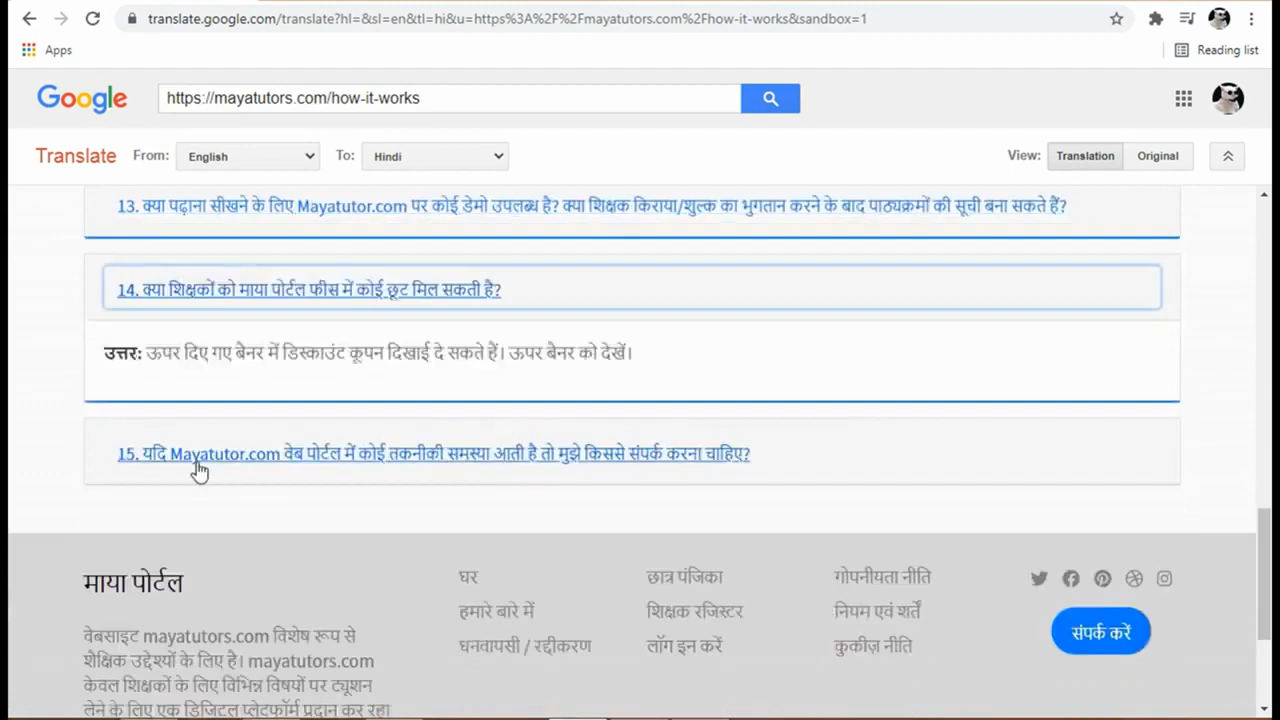 translate.google.com/translate?hl=&sl=en&tl=hi&u=https%3A%2F%2Fmayatutors.com%2Fhow-it-works&sandbox=1
Apps
Reading list
Google
https://mayatutors.com/how-it-works
Translate From: English To: Hindi View: Translation Original
13. क्या पढ़ाना सीखने के लिए Mayatutor.com पर कोई डेमो उपलब्ध है? क्या शिक्षक किराया/शुल्क का भुगतान करने के बाद पाठ्यक्रमों की सूची बना सकते हैं?
14. क्या शिक्षकों को माया पोर्टल फीस में कोई छूट मिल सकती है?
उत्तर: ऊपर दिए गए बैनर में डिस्काउंट कूपन दिखाई दे सकते हैं। ऊपर बैनर को देखें।
15. यदि Mayatutor.com वेब पोर्टल में कोई तकनीकी समस्या आती है तो मुझे किससे संपर्क करना चाहिए?
माया पोर्टल
वेबसाइट mayatutors.com विशेष रूप से
शैक्षिक उद्देश्यों के लिए है। mayatutors.com
केवल शिक्षकों के लिए विभिन्न विषयों पर ट्यूशन
लेने के लिए एक डिजिटल प्लेटफॉर्म प्रदान कर रहा
घर
हमारे बारे में
धनवापसी / रद्दीकरण
छात्र पंजिका
शिक्षक रजिस्टर
लॉग इन करें
गोपनीयता नीति
नियम एवं शर्तें
कुकीज़ नीति
संपर्क करें